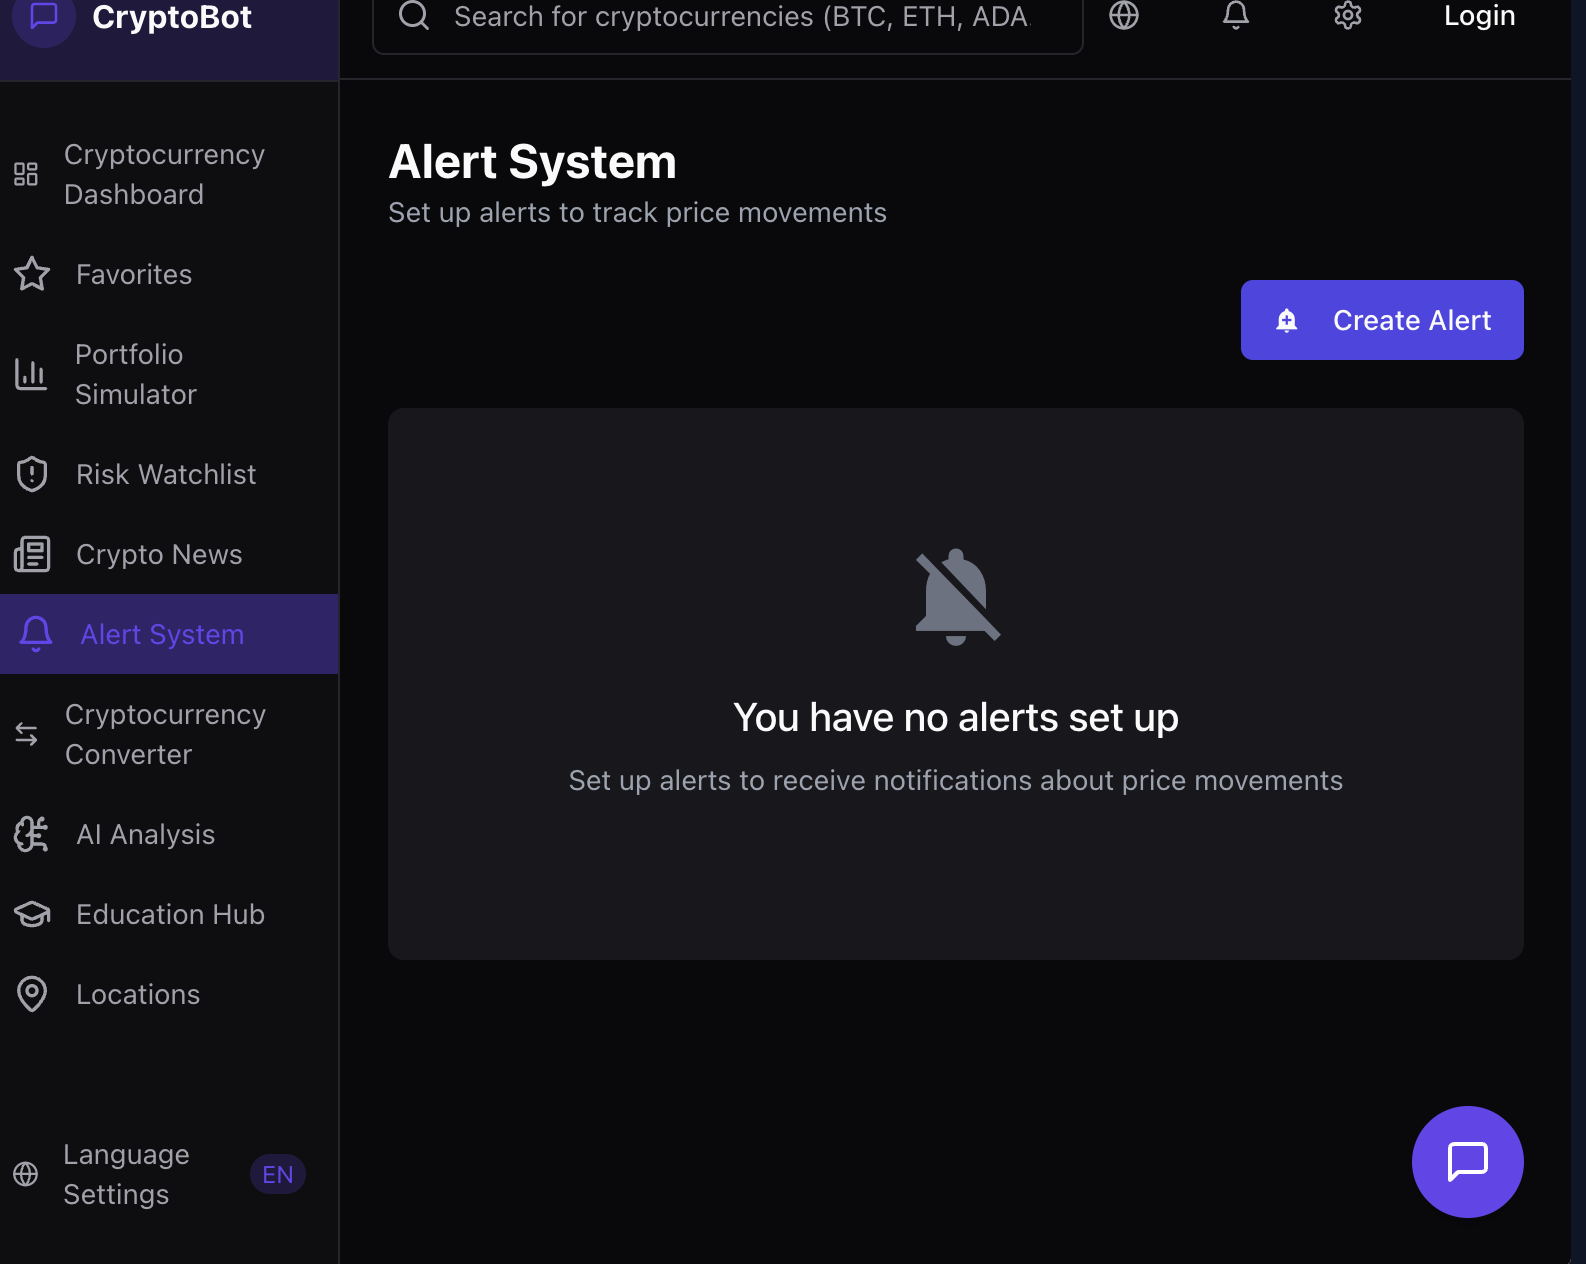 CryptoBot
Search for cryptocurrencies (BTC, ETH, ADA.
Login
Cryptocurrency
Dashboard
Favorites
Portfolio
Simulator
Risk Watchlist
Crypto News
Alert System
Cryptocurrency
Converter
AI Analysis
Education Hub
Locations
Language
Settings
EN
Alert System
Set up alerts to track price movements
Create Alert
You have no alerts set up
Set up alerts to receive notifications about price movements